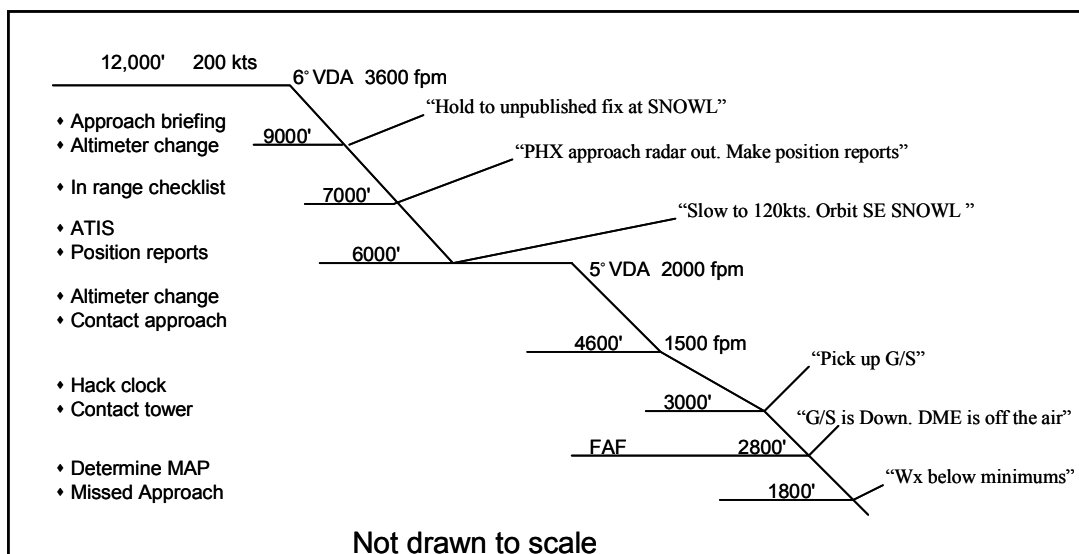 12,000' 200 kts
6° VDA 3600 fpm
“Hold to unpublished fix at SNOWL”
♦ Approach briefing
♦ Altimeter change
9000'
“PHX approach radar out. Make position reports”
♦ In range checklist
7000'
“Slow to 120kts. Orbit SE SNOWL ”
♦ ATIS
♦ Position reports
6000'
5° VDA 2000 fpm
♦ Altimeter change
♦ Contact approach
4600'
1500 fpm
“Pick up G/S”
♦ Hack clock
♦ Contact tower
3000'
“G/S is Down. DME is off the air”
FAF 2800'
♦ Determine MAP
♦ Missed Approach
“Wx below minimums”
1800'
Not drawn to scale